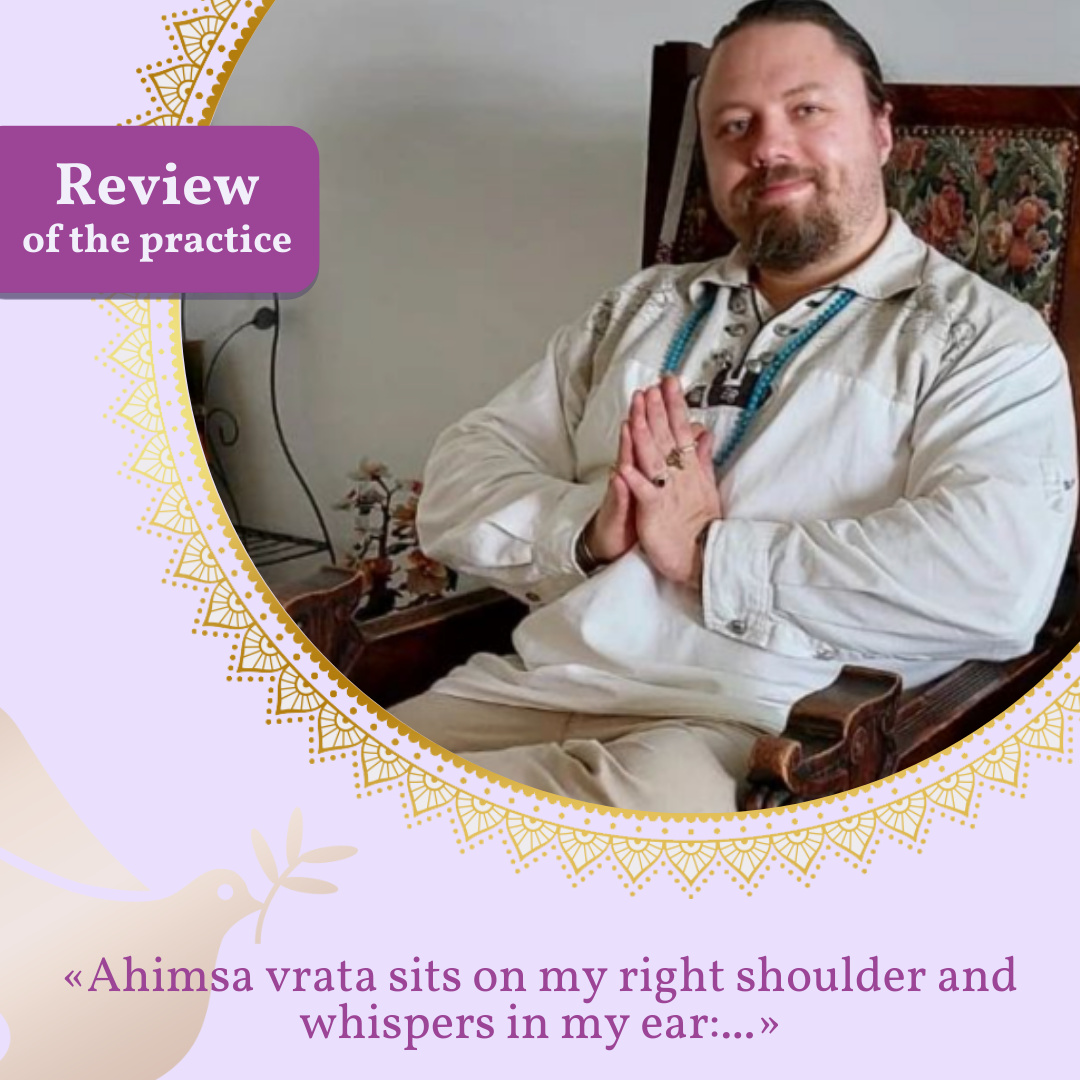 Review
of the practice
«Ahimsa vrata sits on my right shoulder and
whispers in my ear:...»